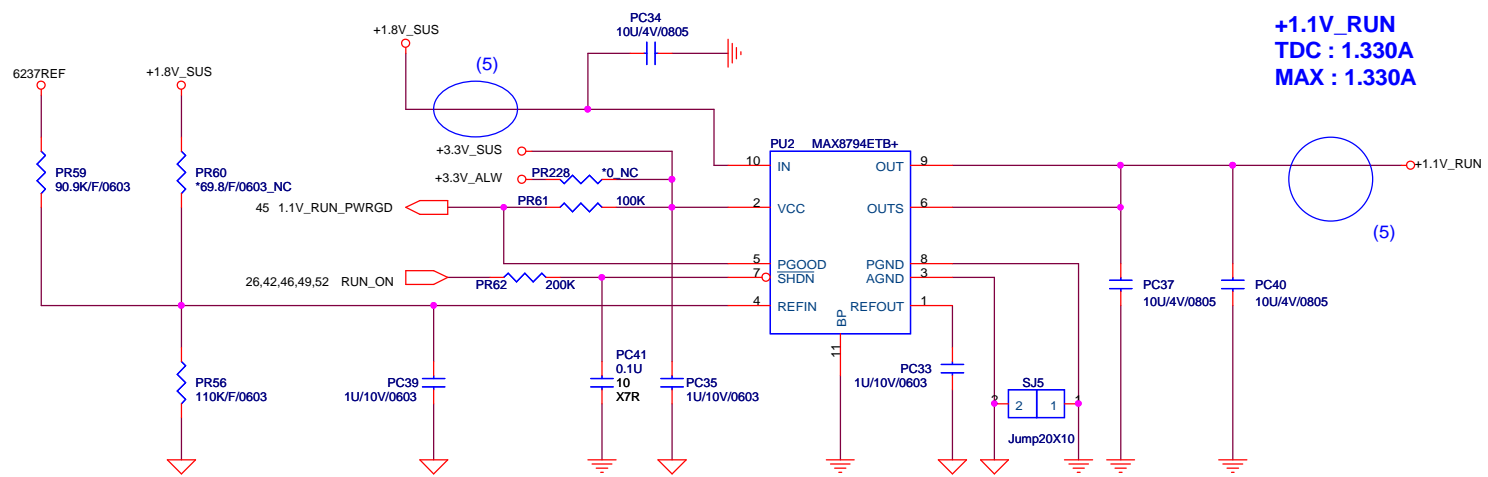 PC34
10U/4V/0805
+1.1V_RUN
TDC : 1.330A
MAX : 1.330A
+1.8V_SUS
(5)
6237REF
+1.8V_SUS
PR59
90.9K/F/0603
PR60
*69.8/F/0603_NC
+3.3V_SUS
+3.3V_ALW
PR228
*0_NC
45 1.1V_RUN_PWRGD
PR61
100K
26,42,46,49,52 RUN_ON
PR62
200K
PU2
MAX8794ETB+
10
IN
OUT
9
2
VCC
OUTS
6
5
PGOOD
PGND
8
7
SHDN
AGND
3
4
REFIN
REFOUT
1
BP
11
+1.1V_RUN
(5)
PC37
10U/4V/0805
PC40
10U/4V/0805
PR56
110K/F/0603
PC39
1U/10V/0603
PC41
0.1U
10
X7R
PC35
1U/10V/0603
PC33
1U/10V/0603
SJ5
2
2
1
1
Jump20X10